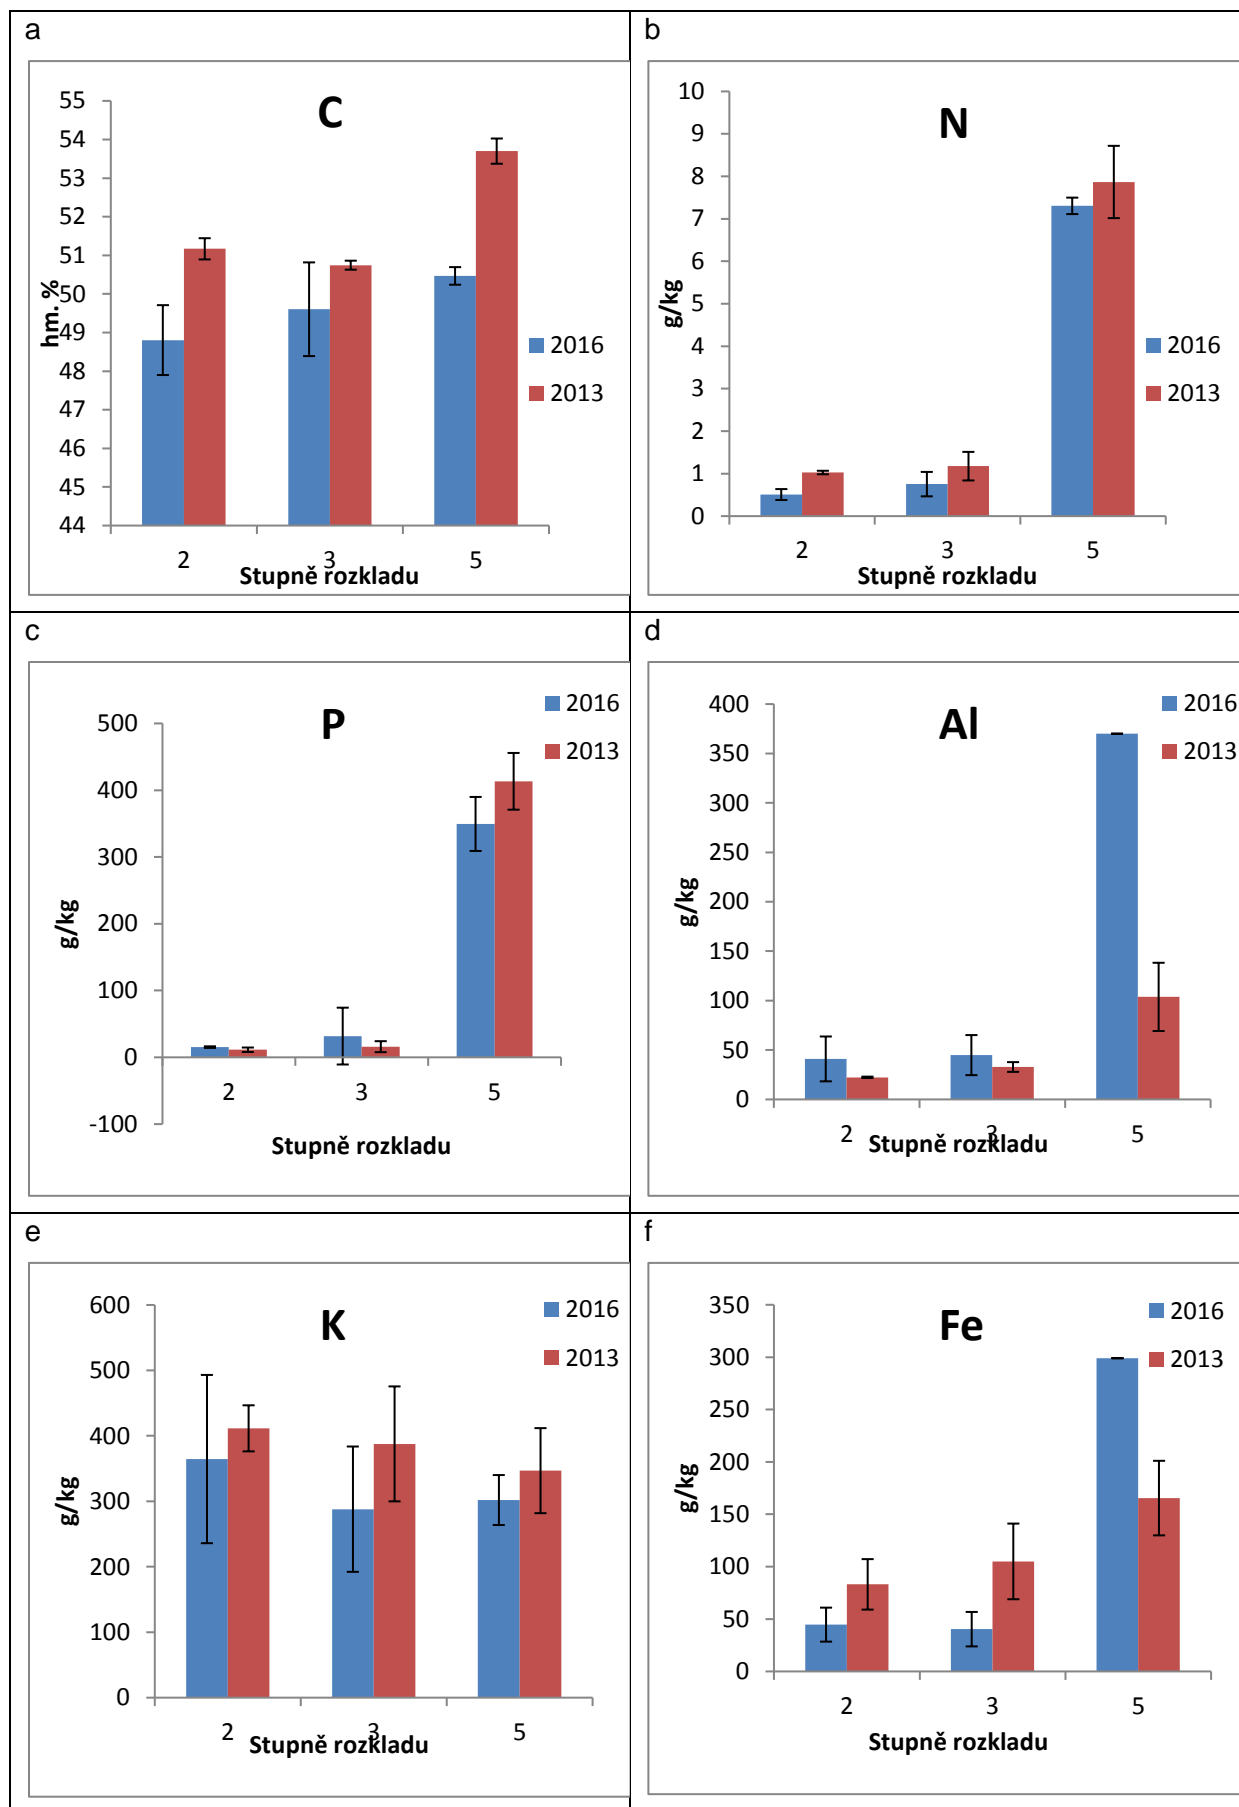 a
C
55
54
53
52
51
50
49
48
47
46
45
44
hm. %
2016
2013
2 3 5
Stupně rozkladu
b
N
10
9
8
7
6
5
4
3
2
1
0
g/kg
2016
2013
2 3 5
Stupně rozkladu
c
P
2016
2013
500
400
300
200
100
0
-100
g/kg
2 3 5
Stupně rozkladu
d
Al
2016
2013
400
350
300
250
200
150
100
50
0
g/kg
2 3 5
Stupně rozkladu
e
K
2016
2013
600
500
400
300
200
100
0
g/kg
2 3 5
Stupně rozkladu
f
Fe
2016
2013
350
300
250
200
150
100
50
0
g/kg
2 3 5
Stupně rozkladu